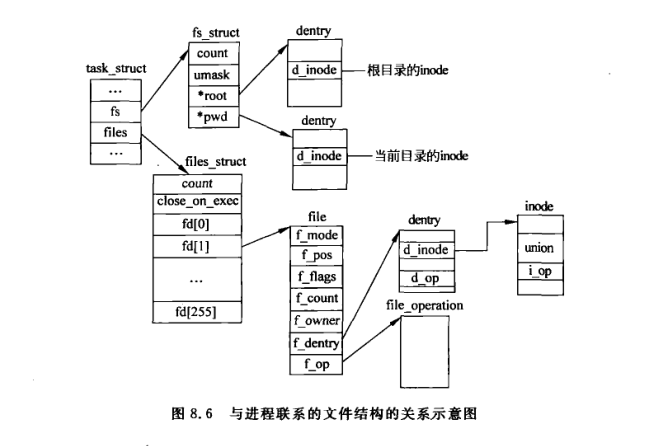 task_struct
…
fs
files
…
fs_struct
count
umask
*root
*pwd
dentry
d_inode
根目录的inode
dentry
d_inode
当前目录的inode
files_struct
count
close_on_exec
fd[0]
fd[1]
…
fd[255]
file
f_mode
f_pos
f_flags
f_count
f_owner
f_dentry
f_op
dentry
d_inode
d_op
file_operation
inode
union
i_op
图 8.6 与进程联系的文件结构的关系示意图